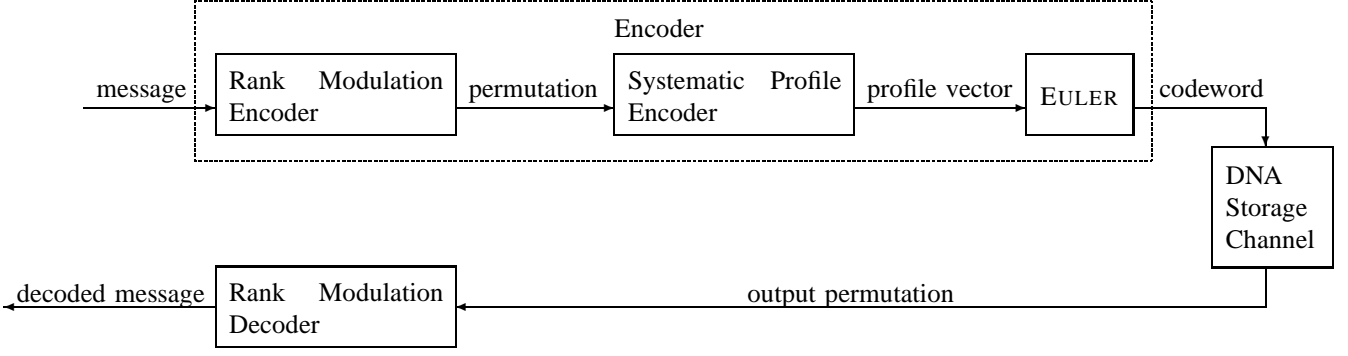 Encoder
message
Rank Modulation
Encoder
permutation
Systematic Profile
Encoder
profile vector
EULER
codeword
DNA
Storage
Channel
decoded message
Rank Modulation
Decoder
output permutation